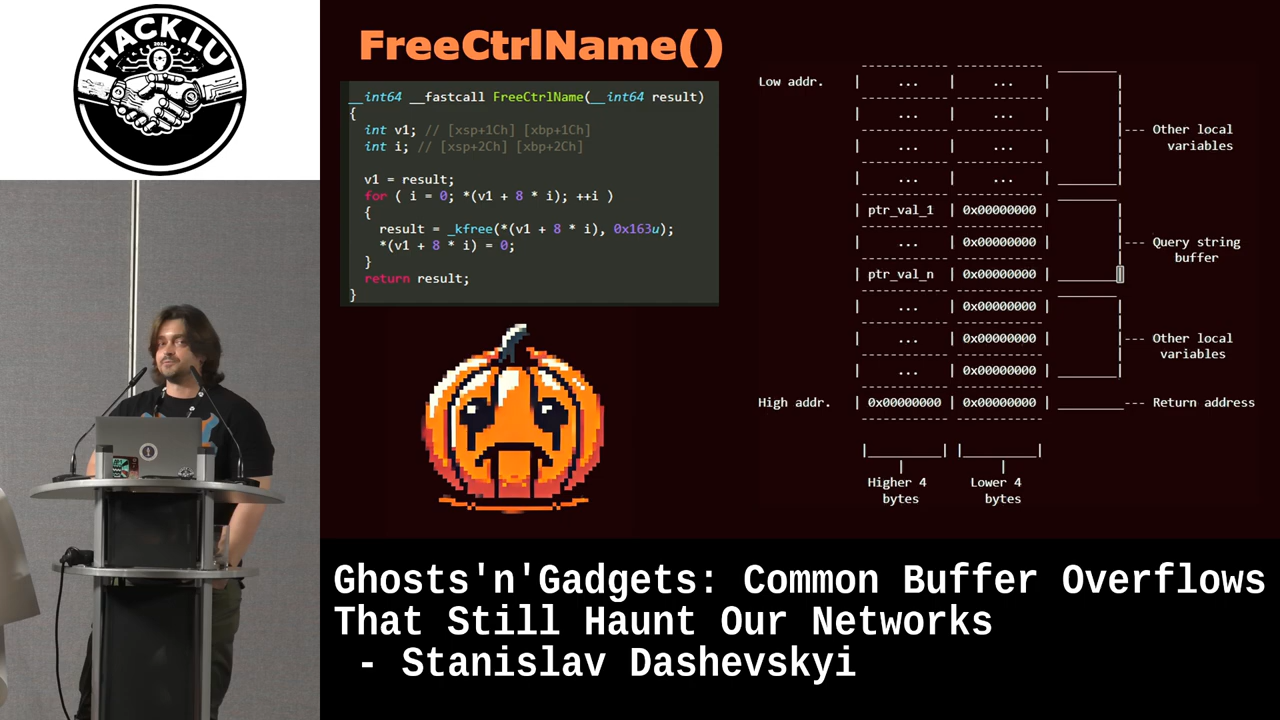 HACK.LU
2024
FreeCtrlName()
__int64 __fastcall FreeCtrlName(__int64 result)
{
int v1; // [xsp+1Ch] [xbp+1Ch]
int i; // [xsp+2Ch] [xbp+2Ch]
v1 = result;
for ( i = 0; *(v1 + 8 * i); ++i )
{
result = _kfree(*(v1 + 8 * i), 0x163u);
*(v1 + 8 * i) = 0;
}
return result;
}
Low addr. | ... | ... |
| ... | ... |
| ... | ... | --- Other local
variables
| ... | ... |
| ptr_val_1 | 0x00000000 |
| ... | 0x00000000 | --- Query string
buffer
| ptr_val_n | 0x00000000 |
| ... | 0x00000000 |
| ... | 0x00000000 | --- Other local
variables
| ... | 0x00000000 |
High addr. | 0x00000000 | 0x00000000 | --- Return address
Higher 4 Lower 4
bytes bytes
Ghosts'n'Gadgets: Common Buffer Overflows
That Still Haunt Our Networks
- Stanislav Dashevskyi